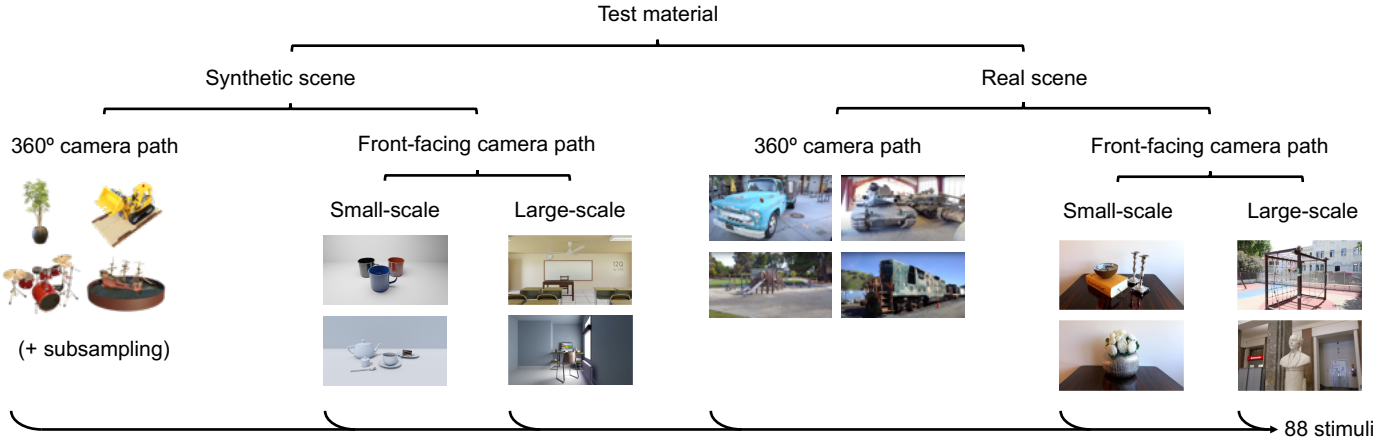 Test material
Synthetic scene
Real scene
360º camera path
Front-facing camera path
360º camera path
Front-facing camera path
Small-scale
Large-scale
Small-scale
Large-scale
(+ subsampling)
88 stimuli